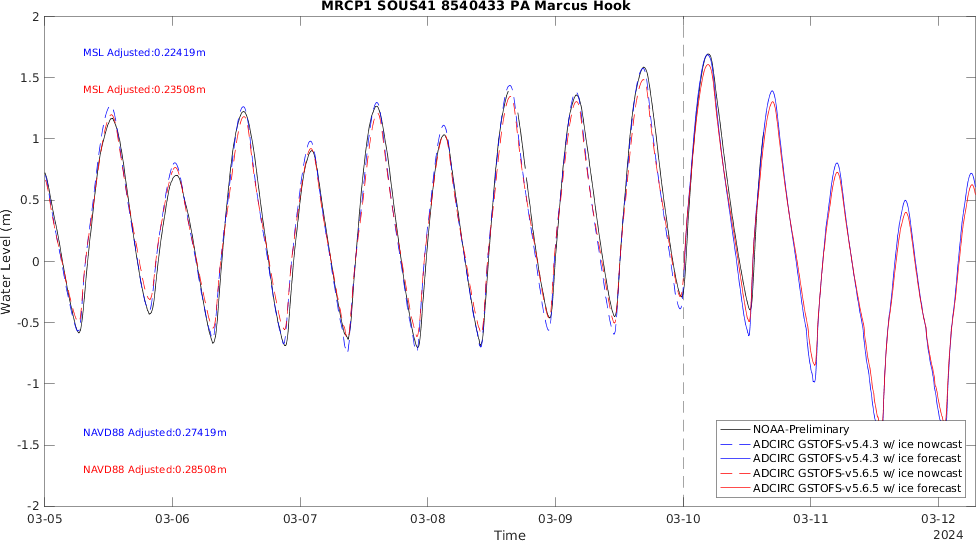 MRCP1 SOUS41 8540433 PA Marcus Hook
2
1.5
1
0.5
0
-0.5
-1
-1.5
-2
Water Level (m)
MSL Adjusted:0.22419m
MSL Adjusted:0.23508m
NAVD88 Adjusted:0.27419m
NAVD88 Adjusted:0.28508m
NOAA-Preliminary
ADCIRC GSTOFS-v5.4.3 w/ ice nowcast
ADCIRC GSTOFS-v5.4.3 w/ ice forecast
ADCIRC GSTOFS-v5.6.5 w/ ice nowcast
ADCIRC GSTOFS-v5.6.5 w/ ice forecast
03-05 03-06 03-07 03-08 03-09 03-10 03-11 03-12
Time
2024